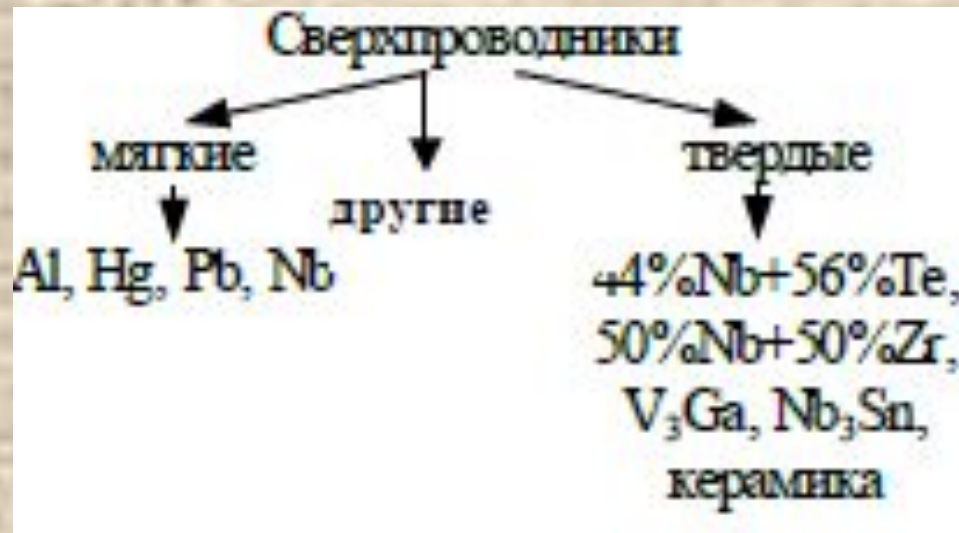 Сверхпроводники
мягкие
другие
твердые
Al, Hg, Pb, Nb
44%Nb+56%Te,
50%Nb+50%Zr,
V₃Ga, Nb₃Sn,
керамика